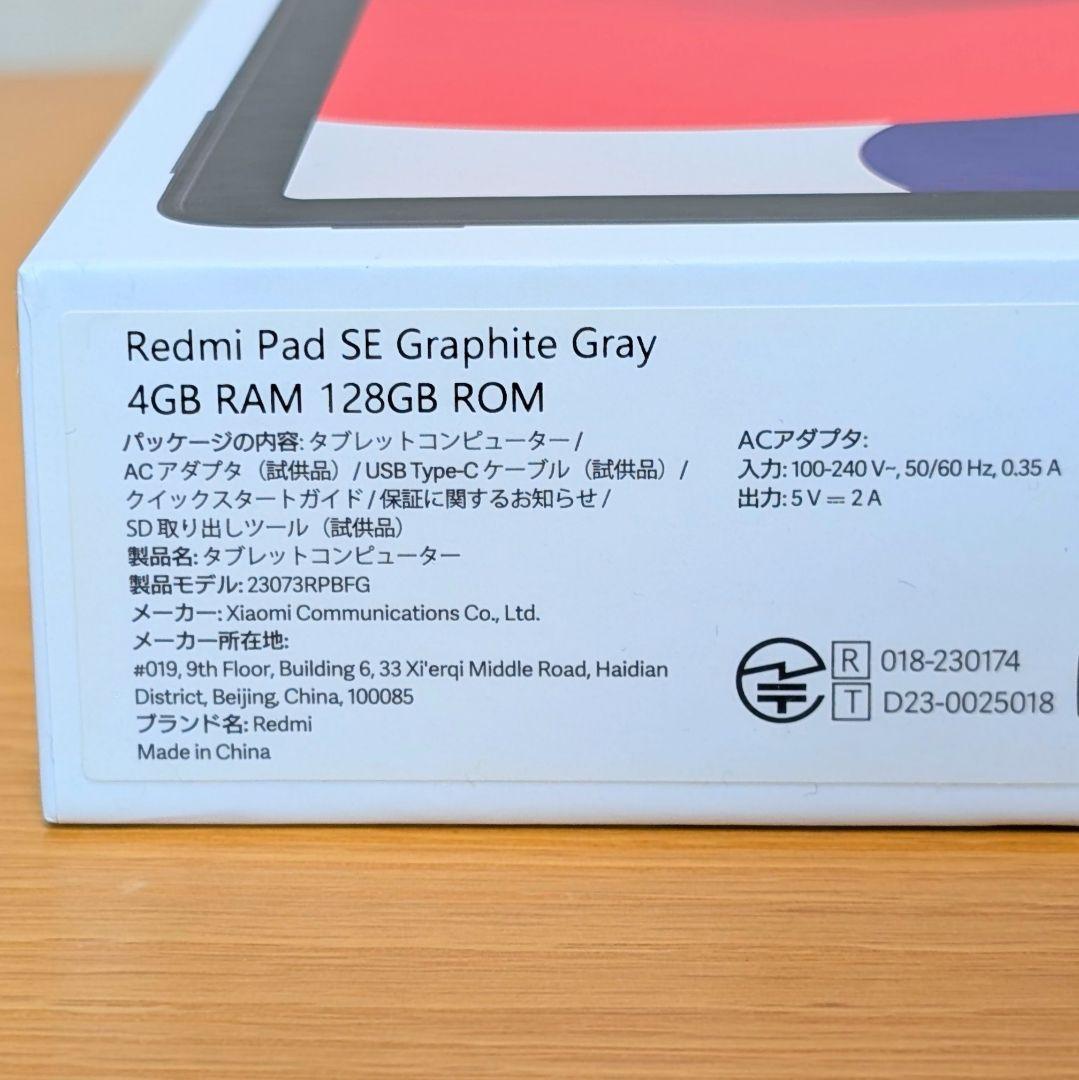 Redmi Pad SE Graphite Gray
4GB RAM 128GB ROM
パッケージの内容: タブレットコンピューター /
ACアダプタ（試供品）/ USB Type-Cケーブル（試供品）/
クイックスタートガイド / 保証に関するお知らせ /
SD取り出しツール（試供品）
製品名: タブレットコンピューター
製品モデル: 23073RPBFG
メーカー: Xiaomi Communications Co., Ltd.
メーカー所在地:
#019, 9th Floor, Building 6, 33 Xi'erqi Middle Road, Haidian
District, Beijing, China, 100085
ブランド名: Redmi
Made in China
ACアダプタ:
入力: 100-240 V~, 50/60 Hz, 0.35 A
出力: 5 V ⎓ 2 A
R 018-230174
T D23-0025018